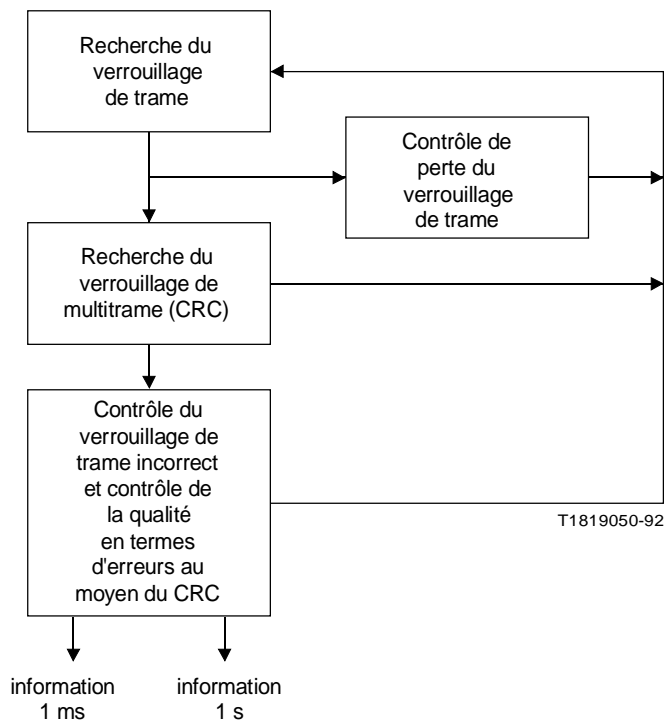 Recherche du
verrouillage
de trame
Contrôle de
perte du
verrouillage
de trame
Recherche du
verrouillage de
multitrame (CRC)
Contrôle du
verrouillage de
trame incorrect
et contrôle de
la qualité
en termes
d'erreurs au
moyen du CRC
T1819050-92
information
1 ms
information
1 s